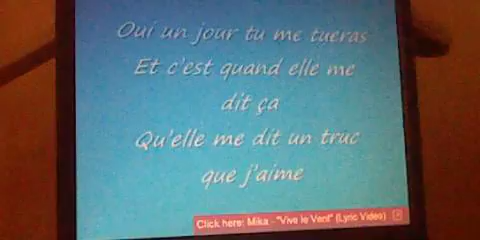 Oui un jour tu me tueras
Et c'est quand elle me
dit ça
Qu'elle me dit un truc
que j'aime
Click here: Mika - "Vive le Vent" (Lyric Video)